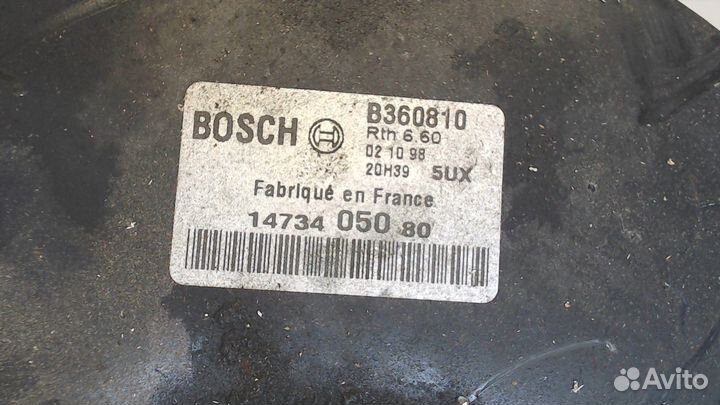 BOSCH
B360810
Rth 6.60
02 10 98
20H39 5UX
Fabriqué en France
14734 050 80
Avito